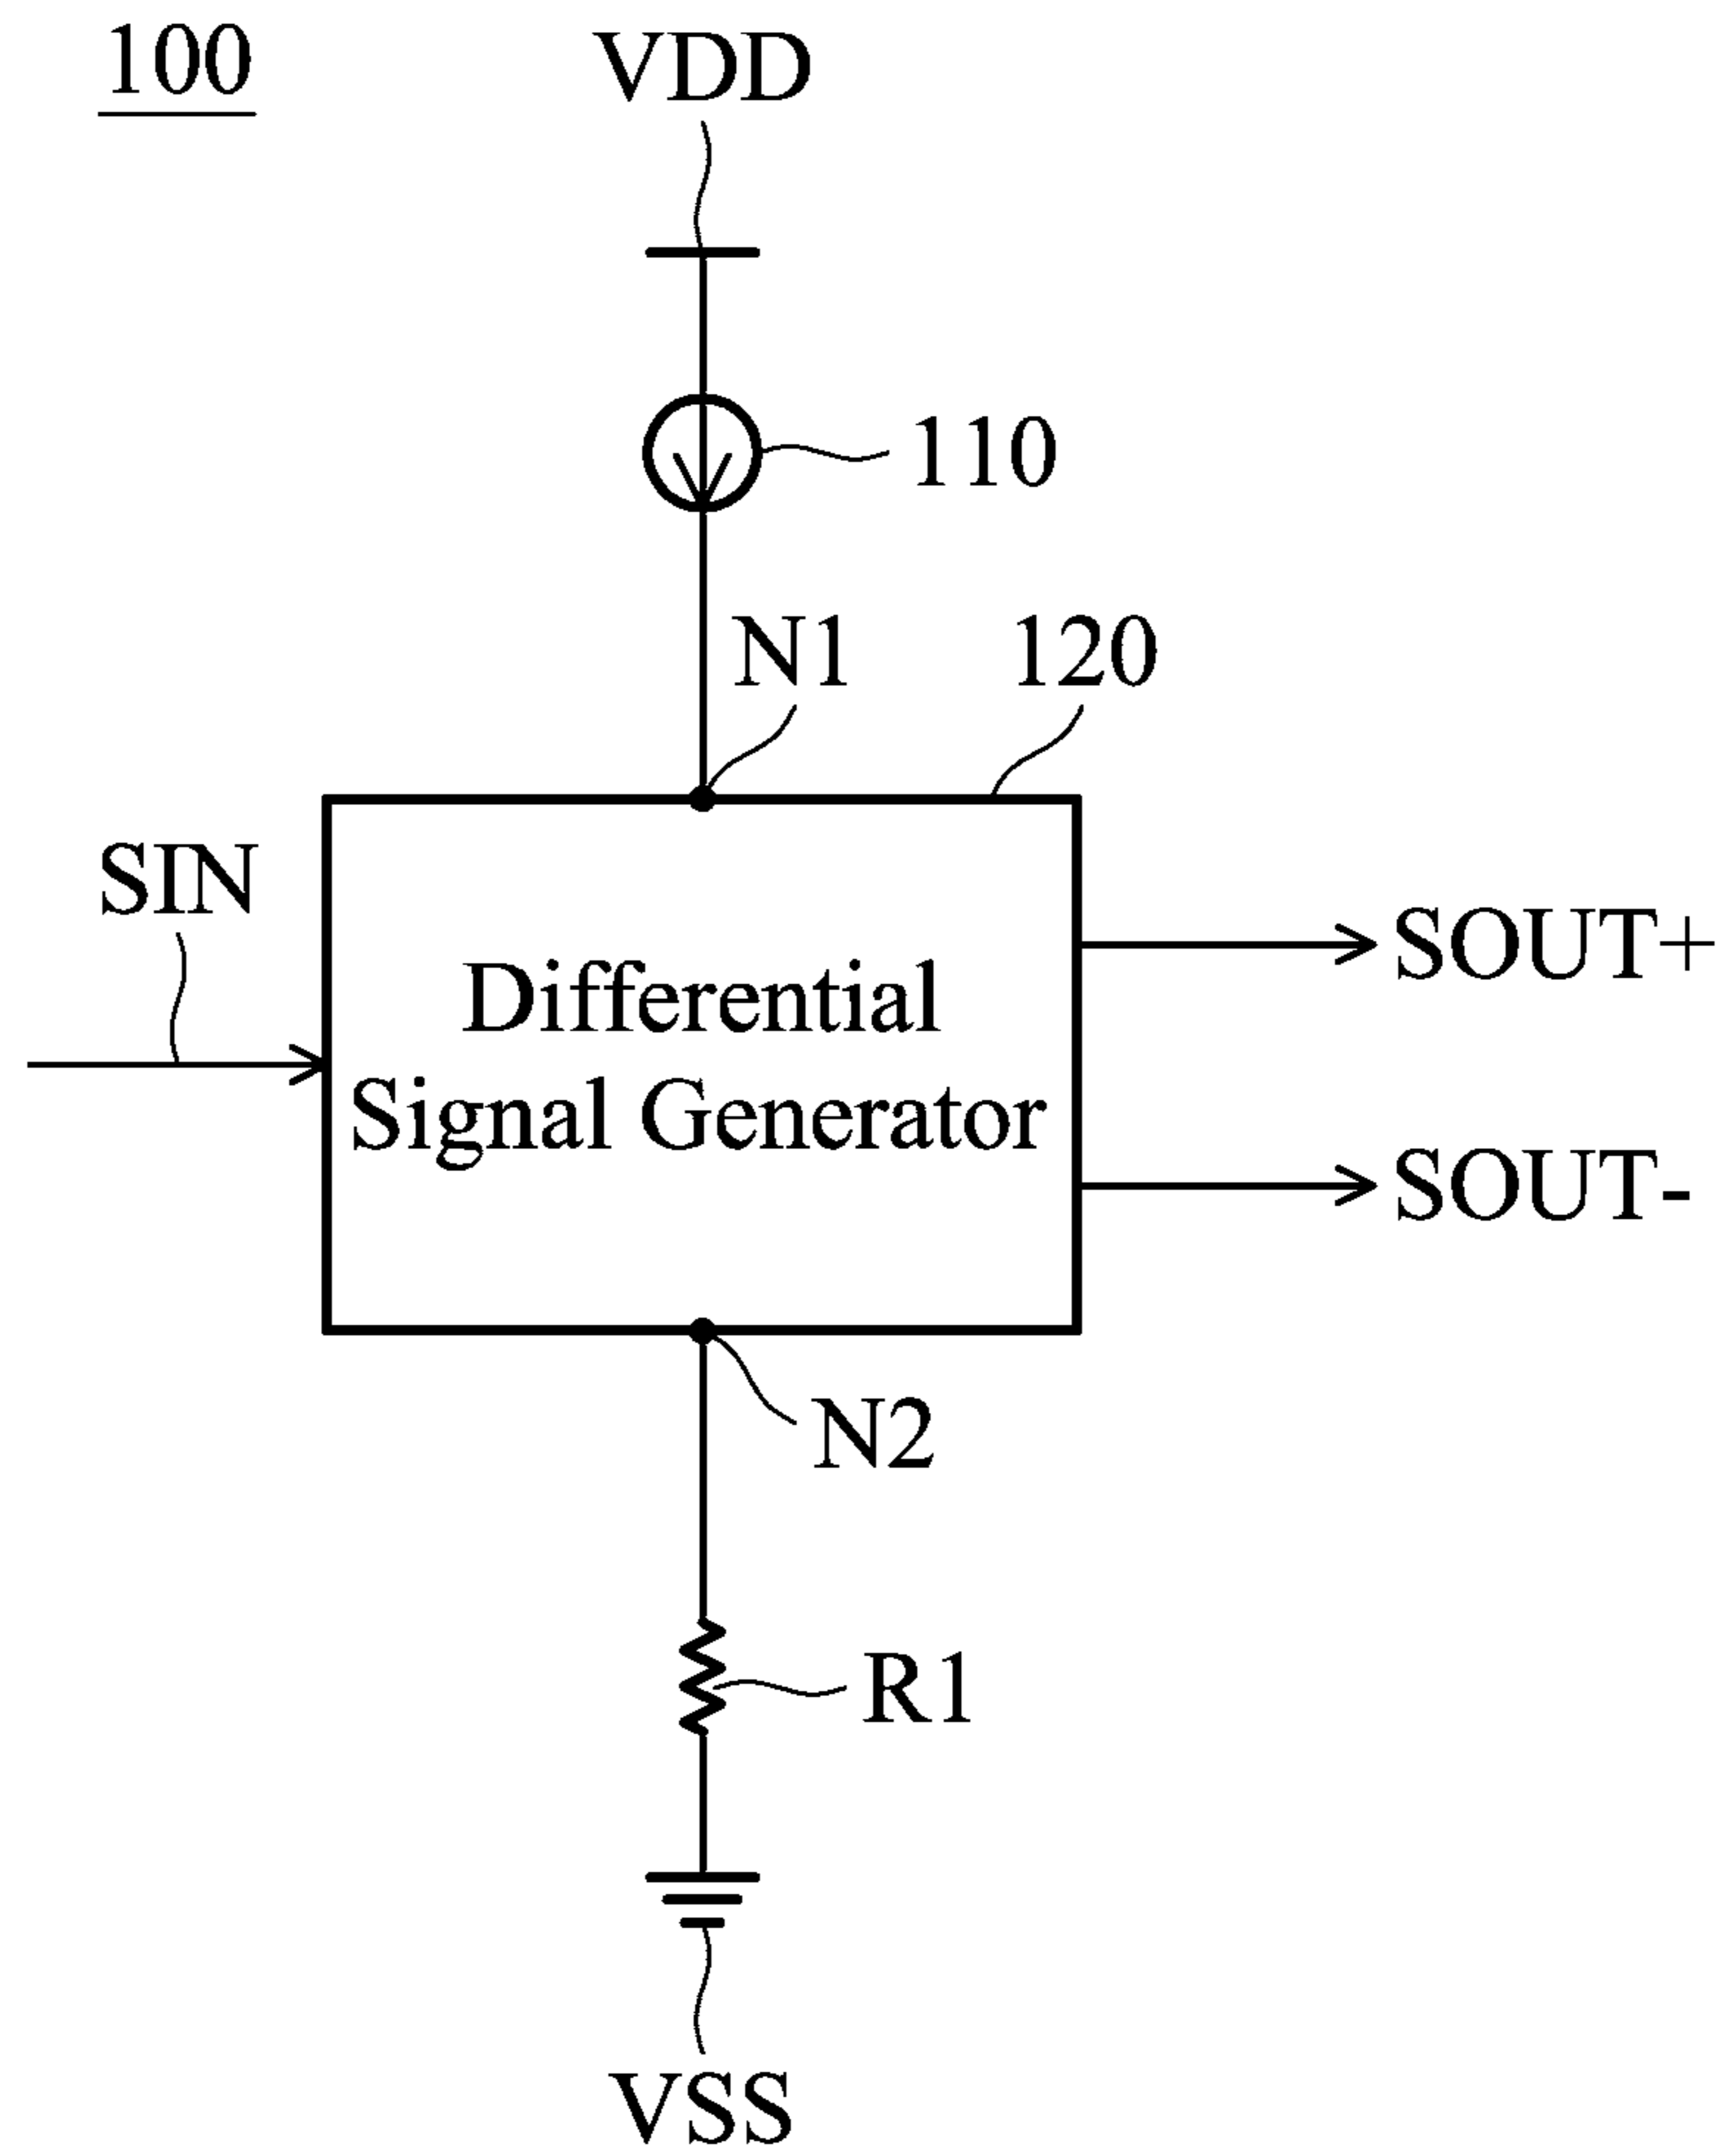 100
VDD
110
N1
120
SIN
SOUT+
Differential
Signal Generator
SOUT-
N2
R1
VSS